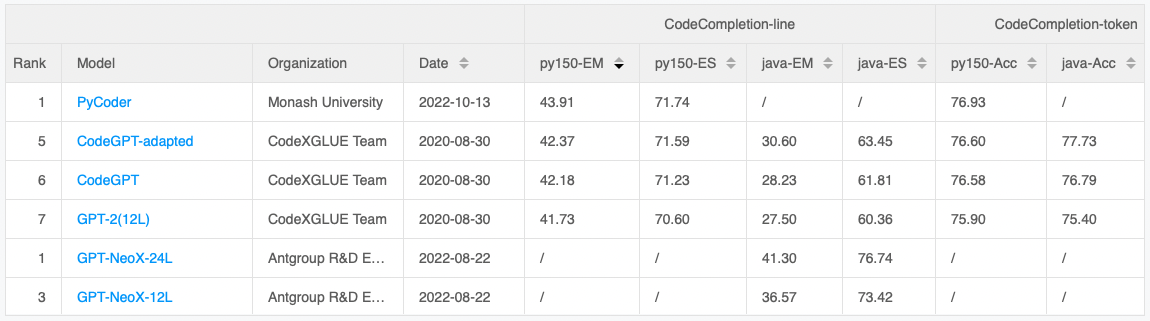 CodeCompletion-line CodeCompletion-token
Rank Model Organization Date py150-EM py150-ES java-EM java-ES py150-Acc java-Acc
1 PyCoder Monash University 2022-10-13 43.91 71.74 / / 76.93 /
5 CodeGPT-adapted CodeXGLUE Team 2020-08-30 42.37 71.59 30.60 63.45 76.60 77.73
6 CodeGPT CodeXGLUE Team 2020-08-30 42.18 71.23 28.23 61.81 76.58 76.79
7 GPT-2(12L) CodeXGLUE Team 2020-08-30 41.73 70.60 27.50 60.36 75.90 75.40
1 GPT-NeoX-24L Antgroup R&D E... 2022-08-22 / / 41.30 76.74 / /
3 GPT-NeoX-12L Antgroup R&D E... 2022-08-22 / / 36.57 73.42 / /